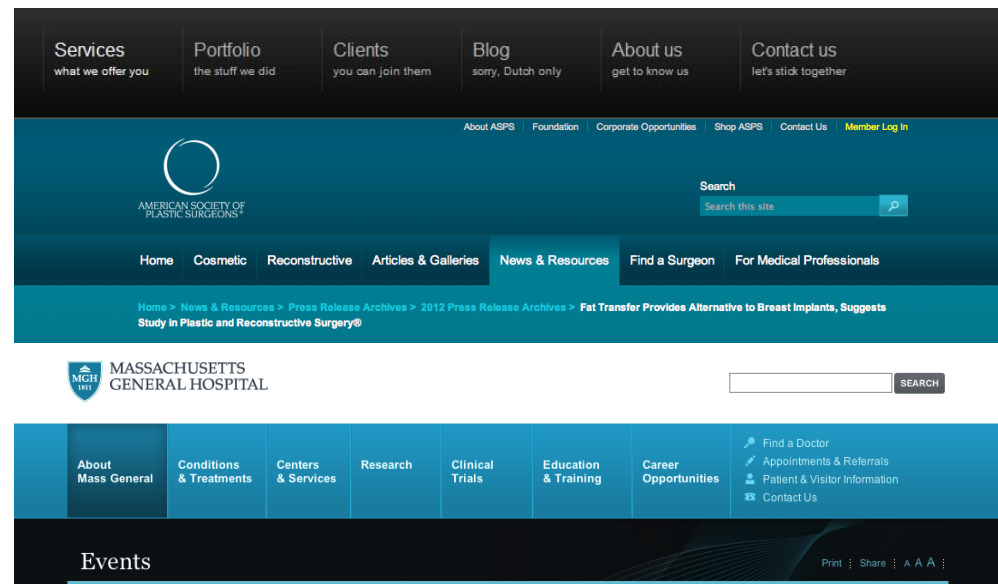 Services Portfolio Clients Blog About us Contact us
what we offer you the stuff we did you can join them sorry, Dutch only get to know us let's stick together
About ASPS Foundation Corporate Opportunities Shop ASPS Contact Us Member Log In
AMERICAN SOCIETY OF
PLASTIC SURGEONS®
Search
Search this site
Home Cosmetic Reconstructive Articles & Galleries News & Resources Find a Surgeon For Medical Professionals
Home > News & Resources > Press Release Archives > 2012 Press Release Archives > Fat Transfer Provides Alternative to Breast Implants, Suggests
Study in Plastic and Reconstructive Surgery®
MGH
1811
MASSACHUSETTS
GENERAL HOSPITAL
SEARCH
About
Mass General
Conditions
& Treatments
Centers
& Services
Research
Clinical
Trials
Education
& Training
Career
Opportunities
Find a Doctor
Appointments & Referrals
Patient & Visitor Information
Contact Us
Events
Print Share A A A